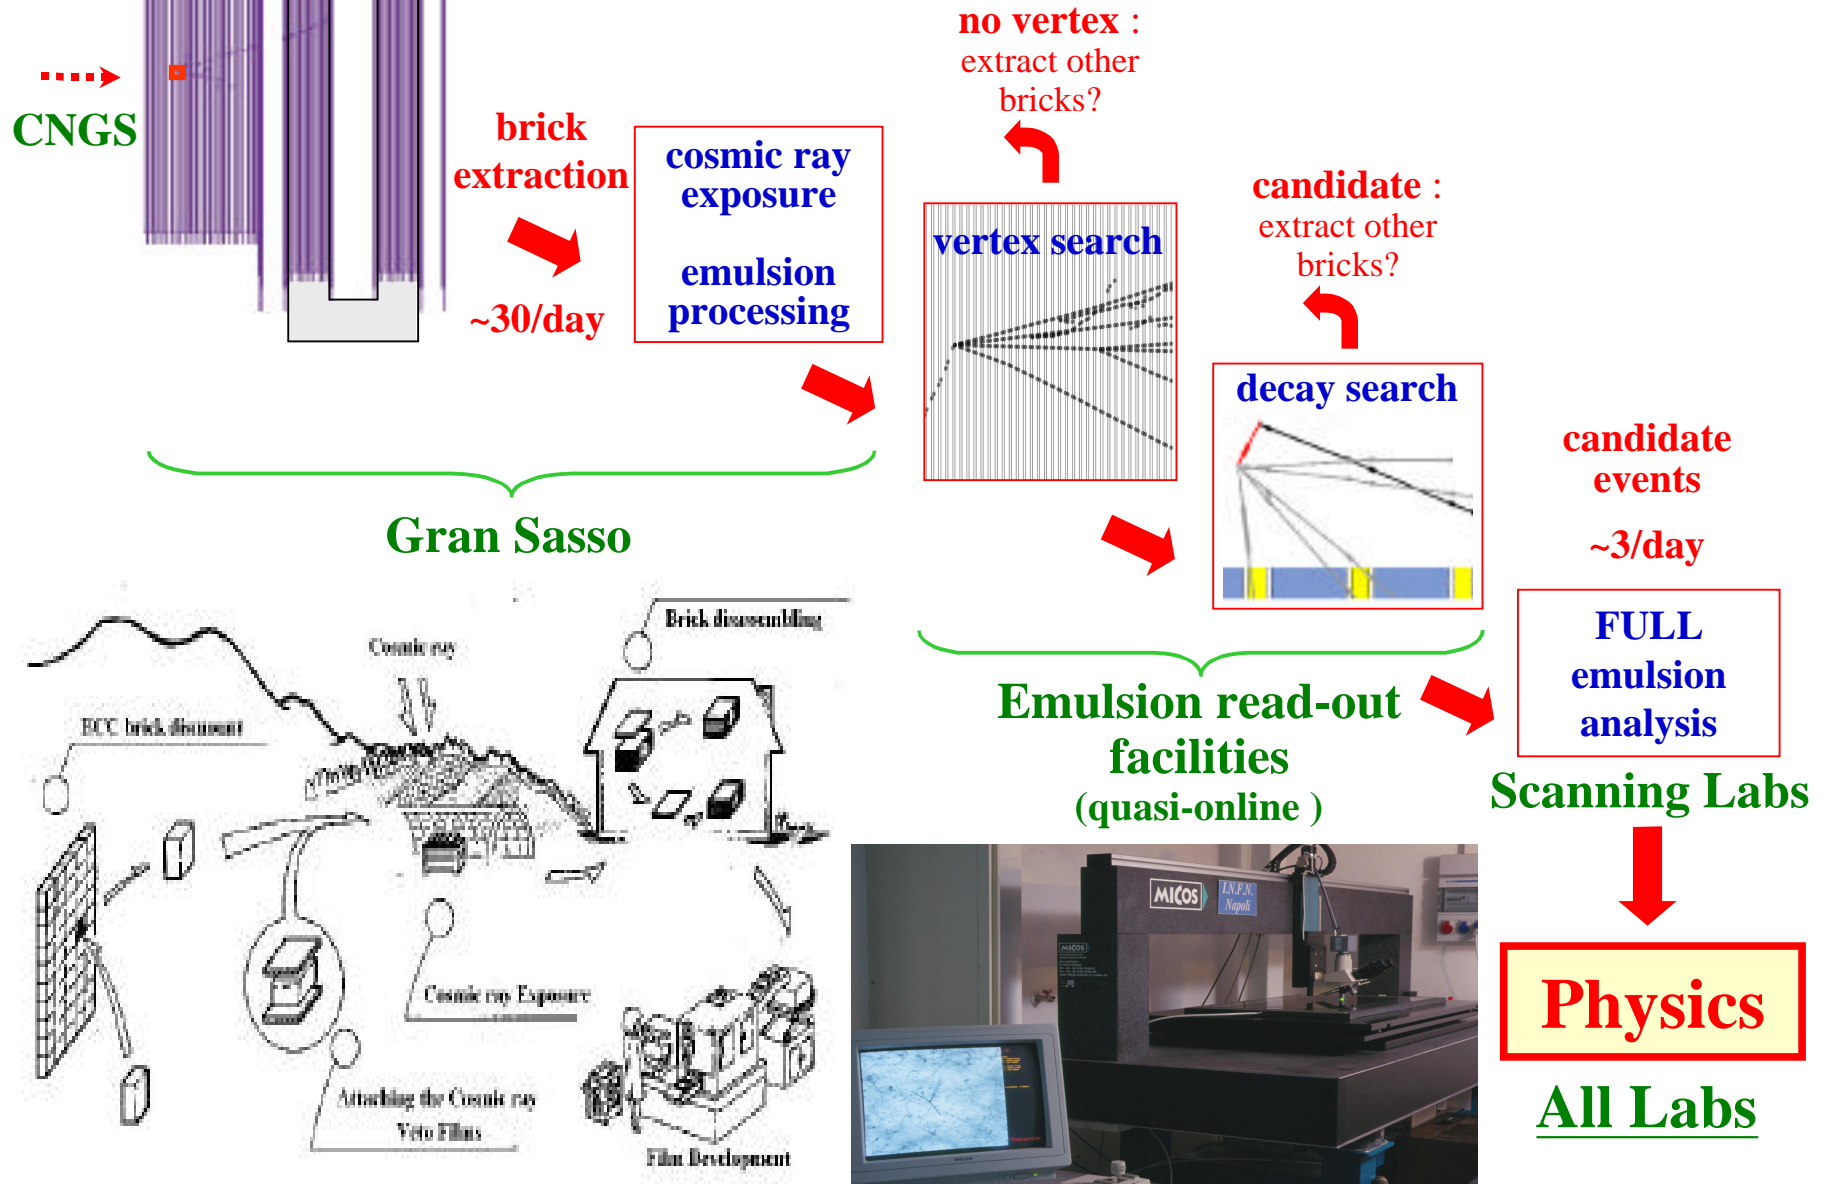 no vertex :
extract other
bricks?
CNGS
brick
extraction
~30/day
cosmic ray
exposure
emulsion
processing
vertex search
candidate :
extract other
bricks?
decay search
candidate
events
~3/day
Gran Sasso
FULL
emulsion
analysis
Emulsion read-out
facilities
(quasi-online )
Scanning Labs
Physics
All Labs
Brick disassembling
Cosmic ray
ECC brick dismount
Cosmic ray Exposure
Attaching the Cosmic ray
Veto Films
Film Development
MICOS
I.N.F.N.
Napoli
MICOS
PHILIPS